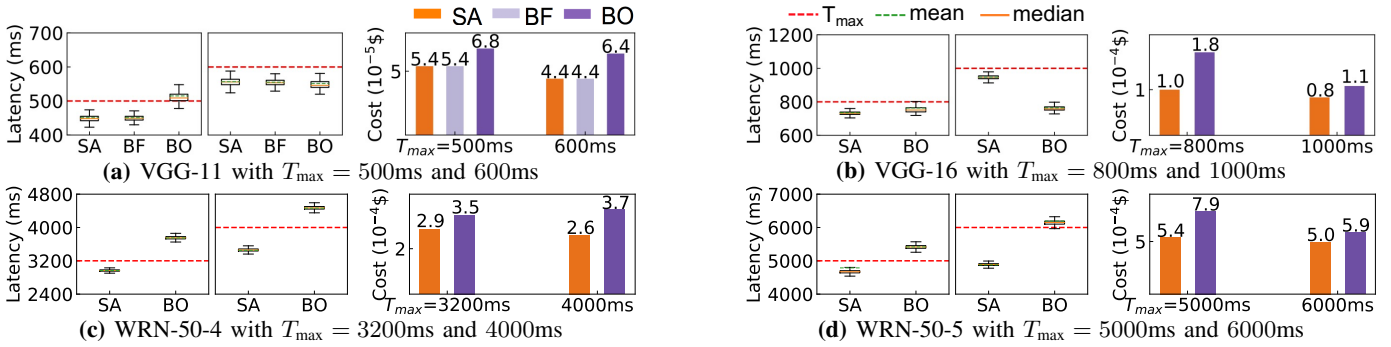 SA BF BO
T_max mean median
700
600
500
400
Latency (ms)
SA BF BO
SA BF BO
Cost (10⁻⁵$)
5
5.4 5.4 6.8
4.4 4.4 6.4
T_max=500ms 600ms
(a) VGG-11 with T_max = 500ms and 600ms
1200
1000
800
600
Latency (ms)
SA BO
SA BO
Cost (10⁻⁴$)
1
1.0 1.8
0.8 1.1
T_max=800ms 1000ms
(b) VGG-16 with T_max = 800ms and 1000ms
4800
4000
3200
2400
Latency (ms)
SA BO
SA BO
Cost (10⁻⁴$)
2
2.9 3.5
2.6 3.7
T_max=3200ms 4000ms
(c) WRN-50-4 with T_max = 3200ms and 4000ms
7000
6000
5000
4000
Latency (ms)
SA BO
SA BO
Cost (10⁻⁴$)
5
5.4 7.9
5.0 5.9
T_max=5000ms 6000ms
(d) WRN-50-5 with T_max = 5000ms and 6000ms